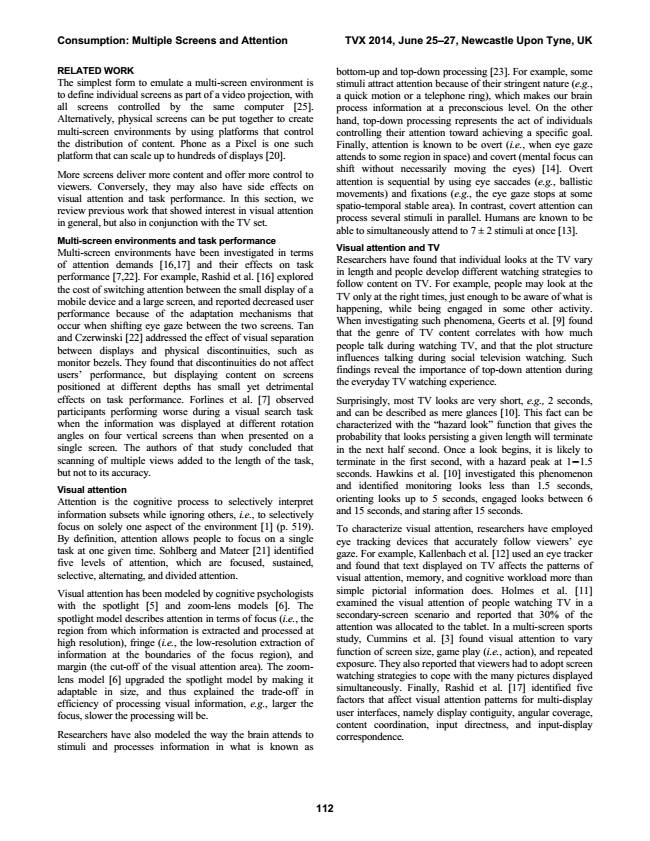 Consumption: Multiple Screens and Attention
TVX 2014, June 25–27, Newcastle Upon Tyne, UK
RELATED WORK
The simplest form to emulate a multi-screen environment is
to define individual screens as part of a video projection, with
all screens controlled by the same computer [25].
Alternatively, physical screens can be put together to create
multi-screen environments by using platforms that control
the distribution of content. Phone as a Pixel is one such
platform that can scale up to hundreds of displays [20].
More screens deliver more content and offer more control to
viewers. Conversely, they may also have side effects on
visual attention and task performance. In this section, we
review previous work that showed interest in visual attention
in general, but also in conjunction with the TV set.
Multi-screen environments and task performance
Multi-screen environments have been investigated in terms
of attention demands [16,17] and their effects on task
performance [7,22]. For example, Rashid et al. [16] explored
the cost of switching attention between the small display of a
mobile device and a large screen, and reported decreased user
performance because of the adaptation mechanisms that
occur when shifting eye gaze between the two screens. Tan
and Czerwinski [22] addressed the effect of visual separation
between displays and physical discontinuities, such as
monitor bezels. They found that discontinuities do not affect
users' performance, but displaying content on screens
positioned at different depths has small yet detrimental
effects on task performance. Forlines et al. [7] observed
participants performing worse during a visual search task
when the information was displayed at different rotation
angles on four vertical screens than when presented on a
single screen. The authors of that study concluded that
scanning of multiple views added to the length of the task,
but not to its accuracy.
Visual attention
Attention is the cognitive process to selectively interpret
information subsets while ignoring others, i.e., to selectively
focus on solely one aspect of the environment [1] (p. 519).
By definition, attention allows people to focus on a single
task at one given time. Sohlberg and Mateer [21] identified
five levels of attention, which are focused, sustained,
selective, alternating, and divided attention.
Visual attention has been modeled by cognitive psychologists
with the spotlight [5] and zoom-lens models [6]. The
spotlight model describes attention in terms of focus (i.e., the
region from which information is extracted and processed at
high resolution), fringe (i.e., the low-resolution extraction of
information at the boundaries of the focus region), and
margin (the cut-off of the visual attention area). The zoom-
lens model [6] upgraded the spotlight model by making it
adaptable in size, and thus explained the trade-off in
efficiency of processing visual information, e.g., larger the
focus, slower the processing will be.
Researchers have also modeled the way the brain attends to
stimuli and processes information in what is known as
bottom-up and top-down processing [23]. For example, some
stimuli attract attention because of their stringent nature (e.g.,
a quick motion or a telephone ring), which makes our brain
process information at a preconscious level. On the other
hand, top-down processing represents the act of individuals
controlling their attention toward achieving a specific goal.
Finally, attention is known to be overt (i.e., when eye gaze
attends to some region in space) and covert (mental focus can
shift without necessarily moving the eyes) [14]. Overt
attention is sequential by using eye saccades (e.g., ballistic
movements) and fixations (e.g., the eye gaze stops at some
spatio-temporal stable area). In contrast, covert attention can
process several stimuli in parallel. Humans are known to be
able to simultaneously attend to 7 ± 2 stimuli at once [13].
Visual attention and TV
Researchers have found that individual looks at the TV vary
in length and people develop different watching strategies to
follow content on TV. For example, people may look at the
TV only at the right times, just enough to be aware of what is
happening, while being engaged in some other activity.
When investigating such phenomena, Geerts et al. [9] found
that the genre of TV content correlates with how much
people talk during watching TV, and that the plot structure
influences talking during social television watching. Such
findings reveal the importance of top-down attention during
the everyday TV watching experience.
Surprisingly, most TV looks are very short, e.g., 2 seconds,
and can be described as mere glances [10]. This fact can be
characterized with the “hazard look” function that gives the
probability that looks persisting a given length will terminate
in the next half second. Once a look begins, it is likely to
terminate in the first second, with a hazard peak at 1−1.5
seconds. Hawkins et al. [10] investigated this phenomenon
and identified monitoring looks less than 1.5 seconds,
orienting looks up to 5 seconds, engaged looks between 6
and 15 seconds, and staring after 15 seconds.
To characterize visual attention, researchers have employed
eye tracking devices that accurately follow viewers' eye
gaze. For example, Kallenbach et al. [12] used an eye tracker
and found that text displayed on TV affects the patterns of
visual attention, memory, and cognitive workload more than
simple pictorial information does. Holmes et al. [11]
examined the visual attention of people watching TV in a
secondary-screen scenario and reported that 30% of the
attention was allocated to the tablet. In a multi-screen sports
study, Cummins et al. [3] found visual attention to vary
function of screen size, game play (i.e., action), and repeated
exposure. They also reported that viewers had to adopt screen
watching strategies to cope with the many pictures displayed
simultaneously. Finally, Rashid et al. [17] identified five
factors that affect visual attention patterns for multi-display
user interfaces, namely display contiguity, angular coverage,
content coordination, input directness, and input-display
correspondence.
112